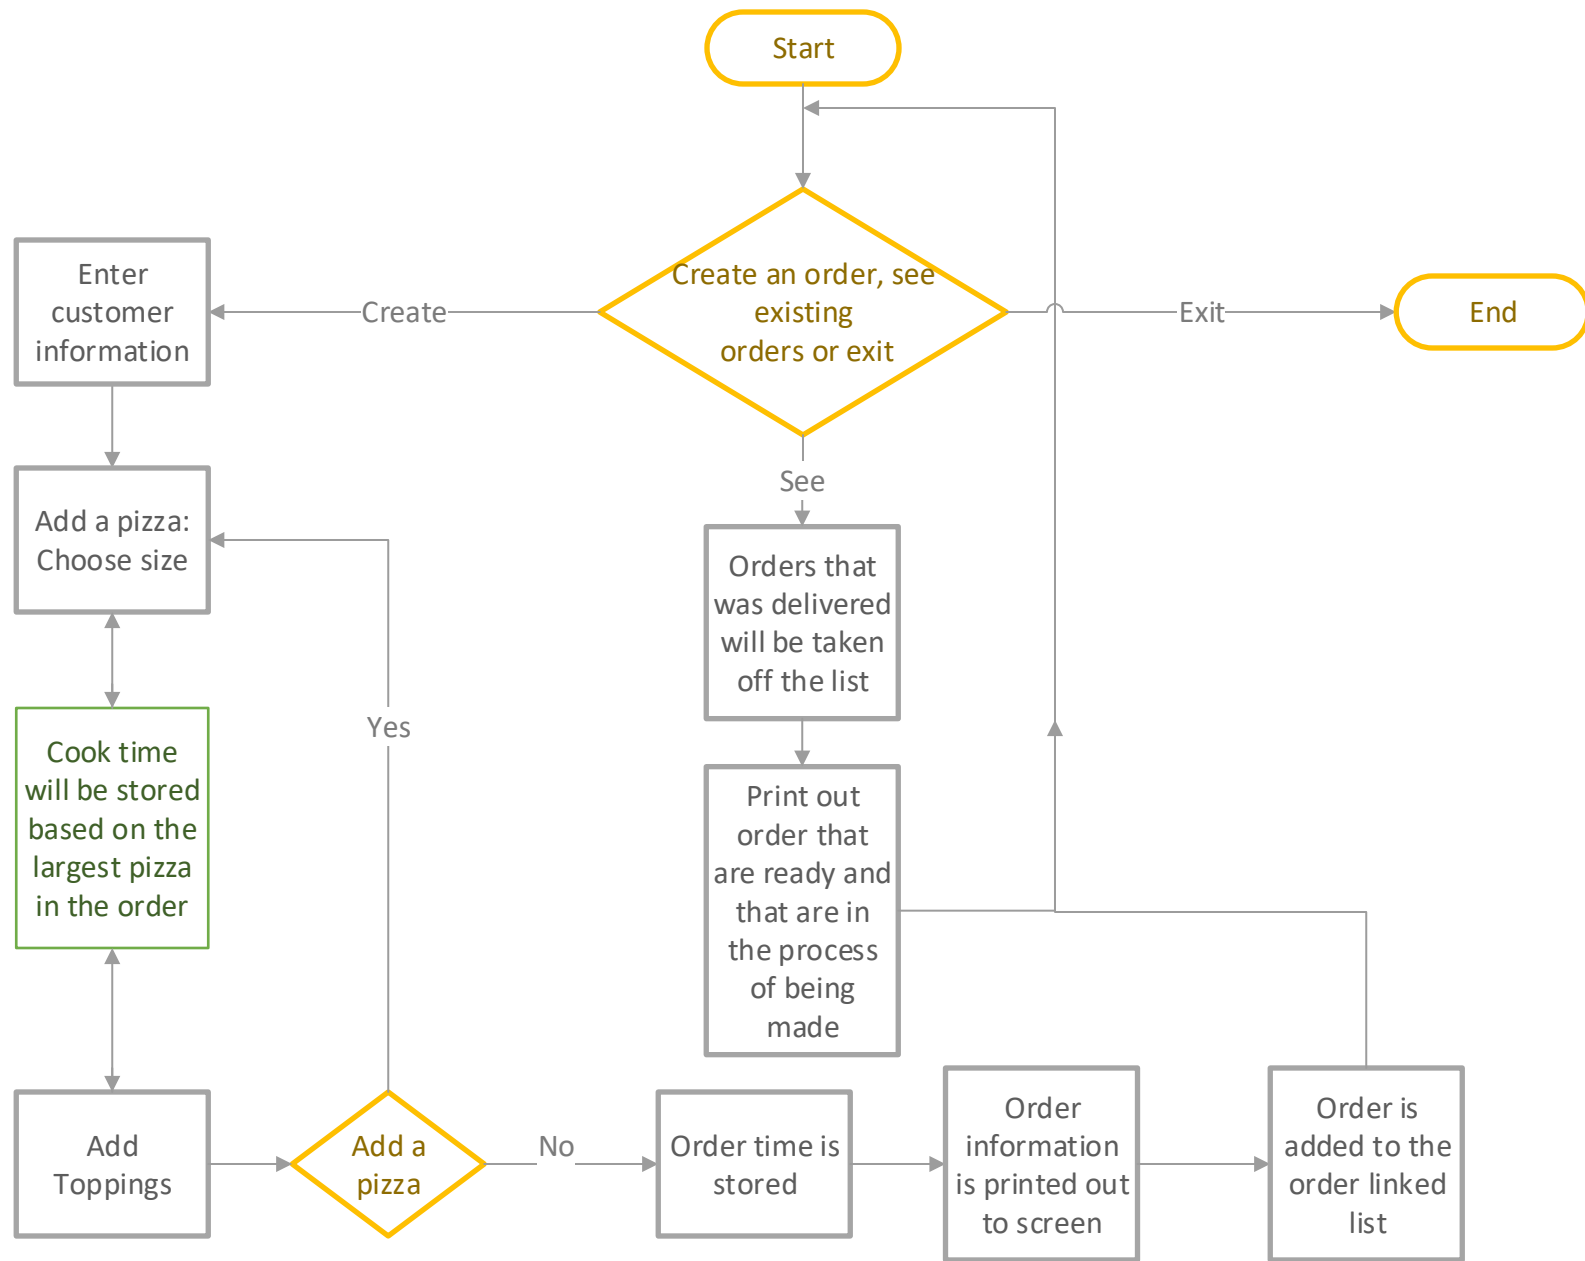 Start
Create an order, see
existing
orders or exit
Create
Exit
End
Enter
customer
information
See
Add a pizza:
Choose size
Orders that
was delivered
will be taken
off the list
Yes
Cook time
will be stored
based on the
largest pizza
in the order
Print out
order that
are ready and
that are in
the process
of being
made
Add
Toppings
Add a
pizza
No
Order time is
stored
Order
information
is printed out
to screen
Order is
added to the
order linked
list